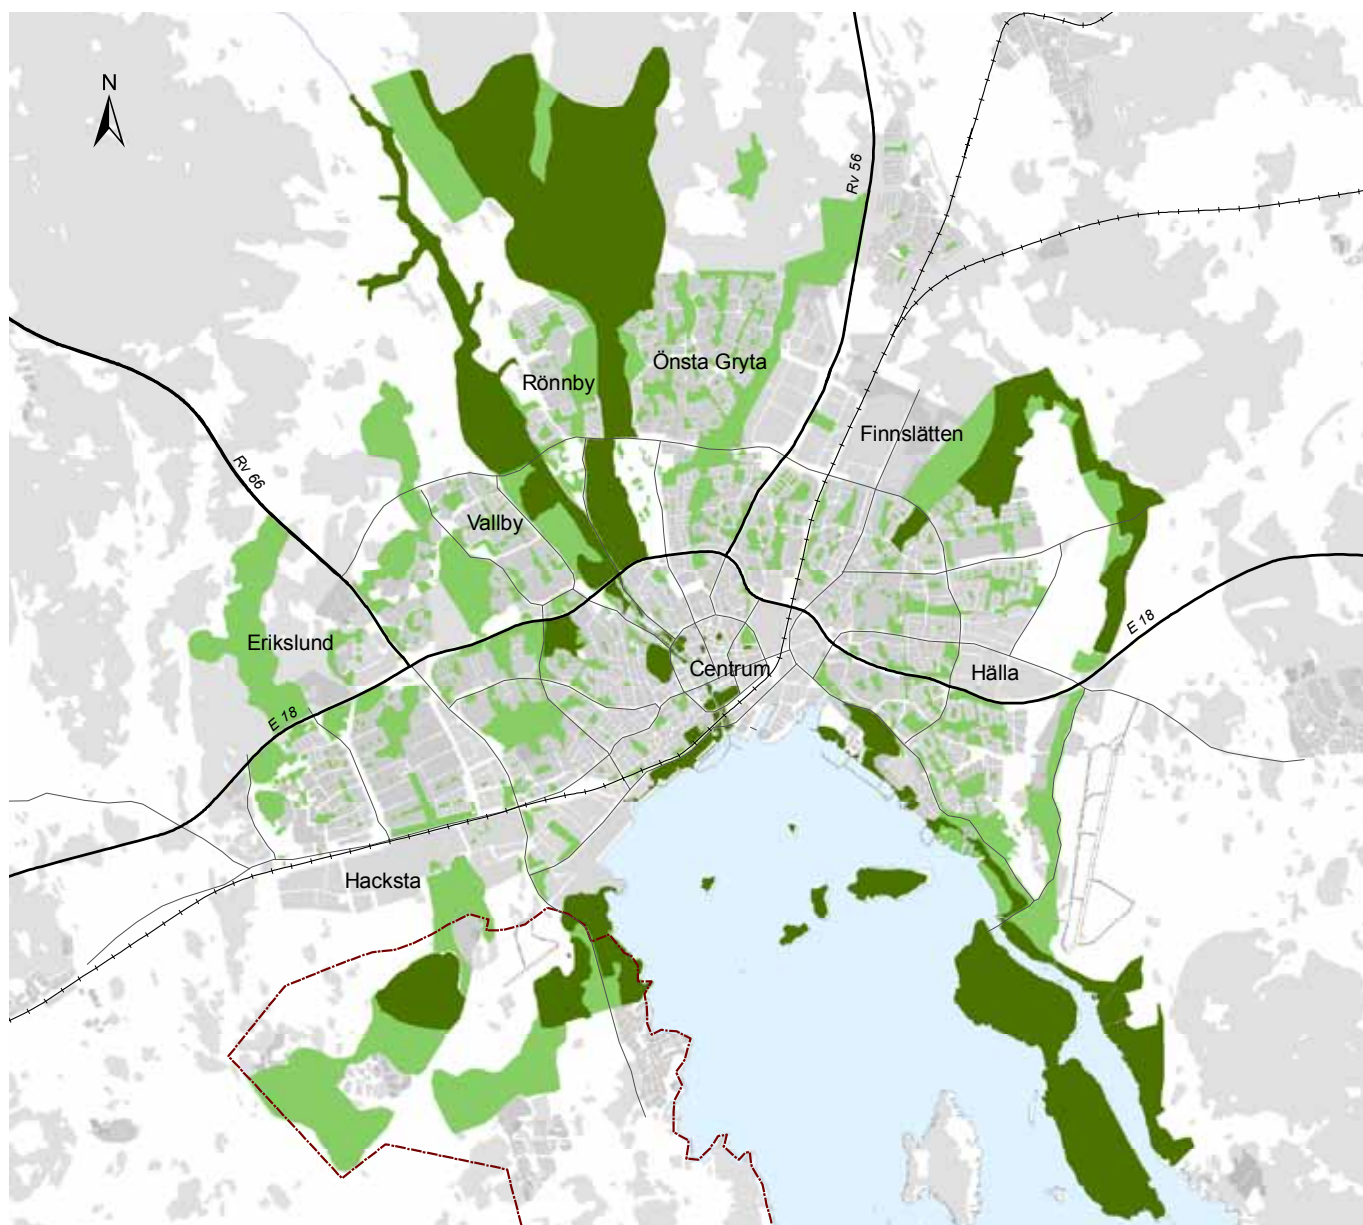 N
Rv 56
Önsta Gryta
Rönnby
Finnslätten
Rv 66
Vallby
E 18
Erikslund
Centrum
Hälla
E 18
Hacksta